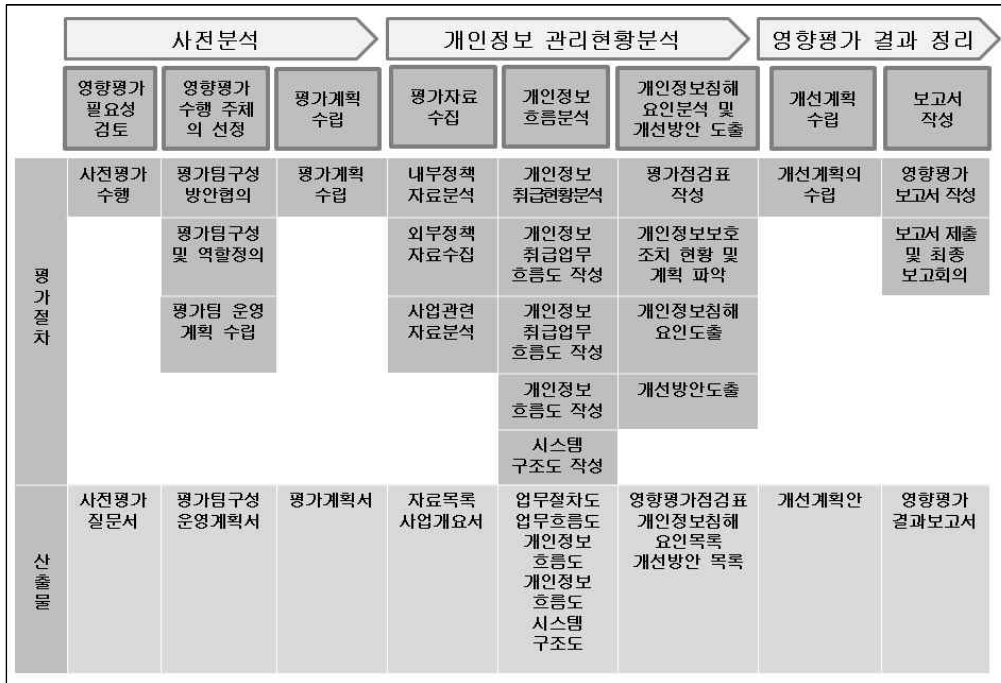 사전분석
개인정보 관리현황분석
영향평가 결과 정리
영향평가
필요성
검토
영향평가
수행 주체
의 선정
평가계획
수립
평가자료
수집
개인정보
흐름분석
개인정보침해
요인분석 및
개선방안 도출
개선계획
수립
보고서
작성
평가절차
사전평가
수행
평가팀구성
방안협의
평가계획
수립
내부정책
자료분석
개인정보
취급현황분석
평가점검표
작성
개선계획의
수립
영향평가
보고서 작성
평가팀구성
및 역할정의
외부정책
자료수집
개인정보
취급업무
흐름도 작성
개인정보보호
조치 현황 및
계획 파악
보고서 제출
및 최종
보고회의
평가팀 운영
계획 수립
사업관련
자료분석
개인정보
취급업무
흐름도 작성
개인정보침해
요인도출
개인정보
흐름도 작성
개선방안도출
시스템
구조도 작성
산출물
사전평가
질문서
평가팀구성
운영계획서
평가계획서
자료목록
사업개요서
업무절차도
업무흐름도
개인정보
흐름도
개인정보
흐름도
시스템
구조도
영향평가점검표
개인정보침해
요인목록
개선방안 목록
개선계획안
영향평가
결과보고서